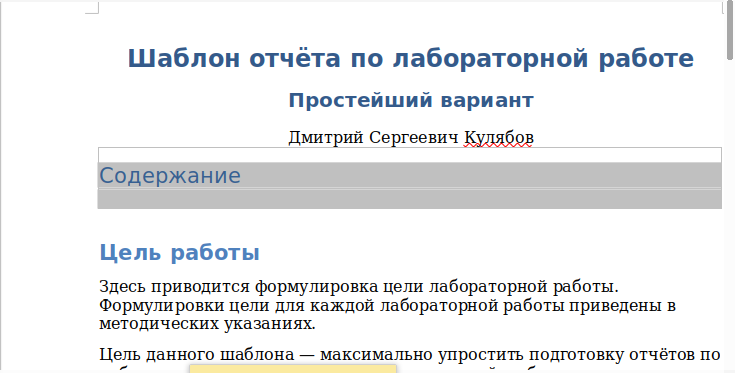 Шаблон отчёта по лабораторной работе
Простейший вариант
Дмитрий Сергеевич Кулябов
Содержание
Цель работы
Здесь приводится формулировка цели лабораторной работы.
Формулировки цели для каждой лабораторной работы приведены в
методических указаниях.
Цель данного шаблона — максимально упростить подготовку отчётов по